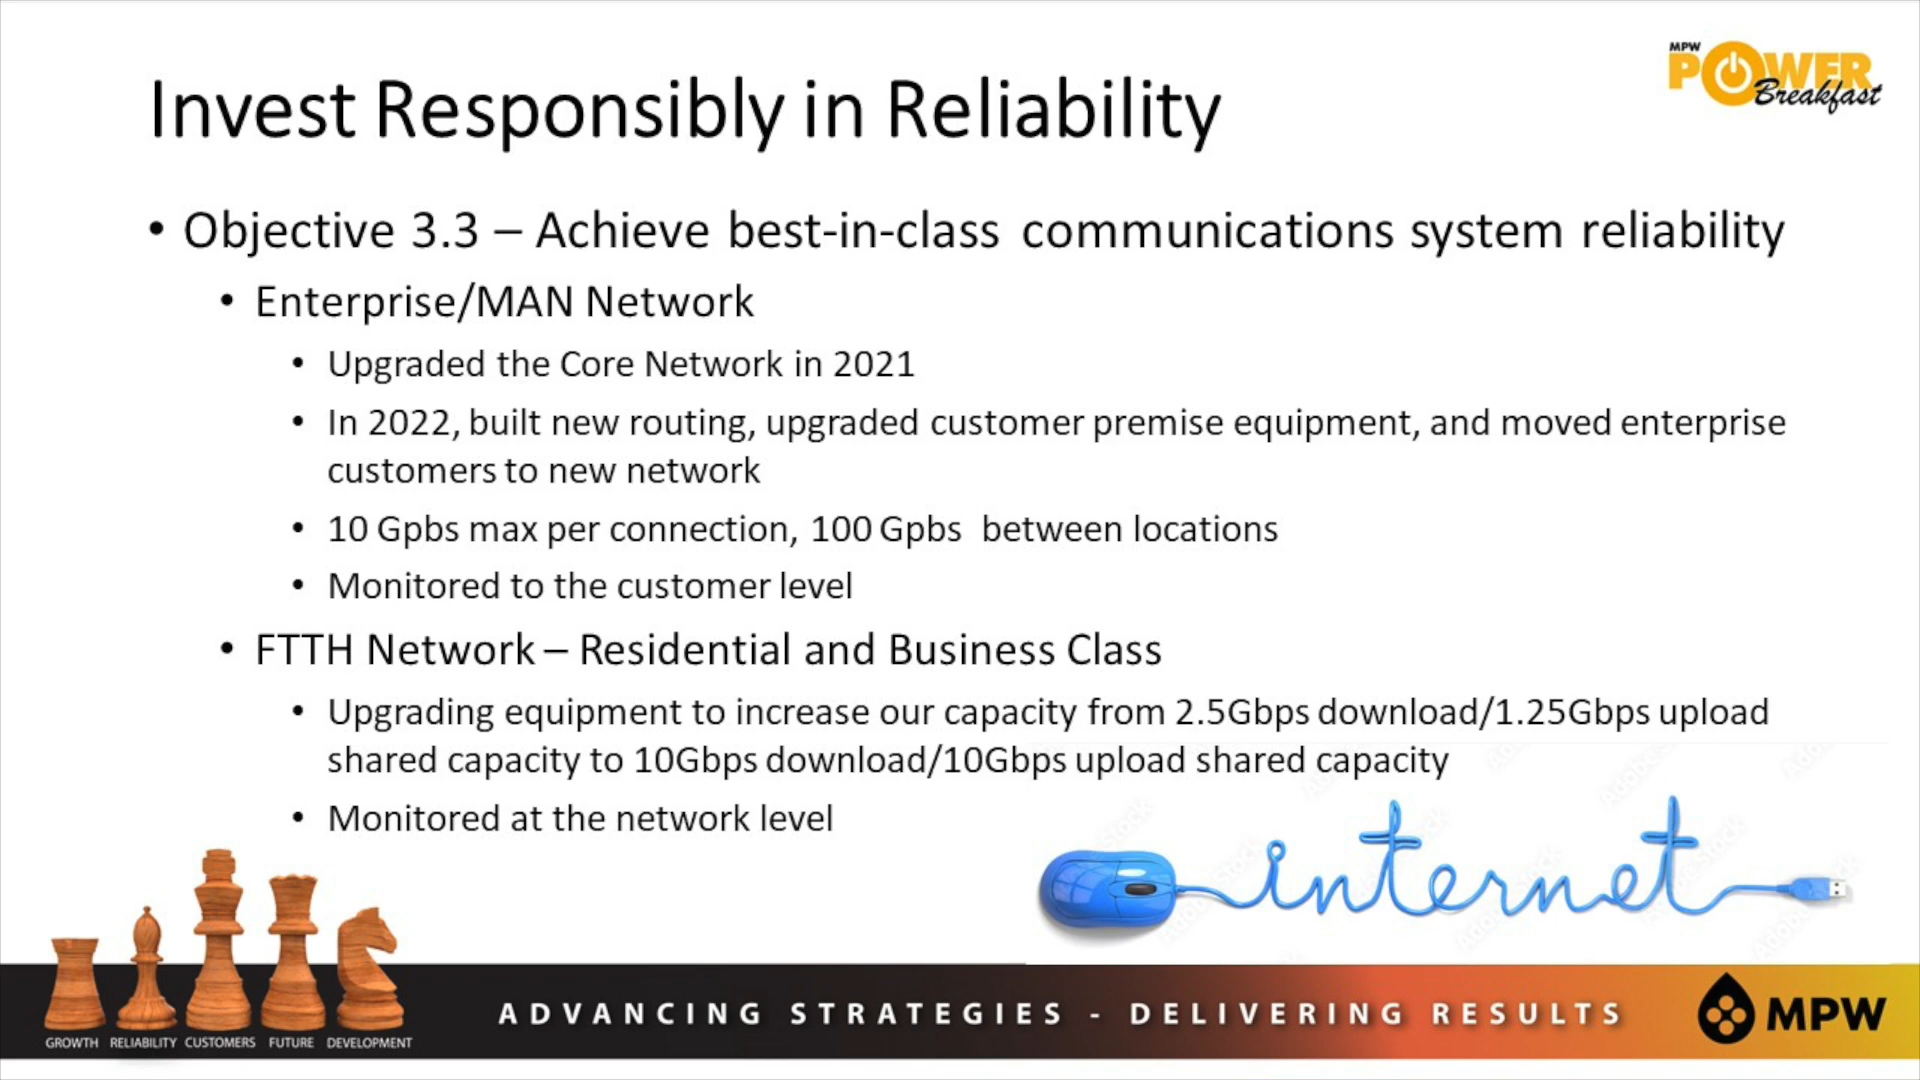 MPW
POWER
Breakfast
Invest Responsibly in Reliability
• Objective 3.3 – Achieve best-in-class communications system reliability
• Enterprise/MAN Network
• Upgraded the Core Network in 2021
• In 2022, built new routing, upgraded customer premise equipment, and moved enterprise
customers to new network
• 10 Gpbs max per connection, 100 Gpbs between locations
• Monitored to the customer level
• FTTH Network – Residential and Business Class
• Upgrading equipment to increase our capacity from 2.5Gbps download/1.25Gbps upload
shared capacity to 10Gbps download/10Gbps upload shared capacity
• Monitored at the network level
internet
ADVANCING STRATEGIES - DELIVERING RESULTS
MPW
GROWTH RELIABILITY CUSTOMERS FUTURE DEVELOPMENT